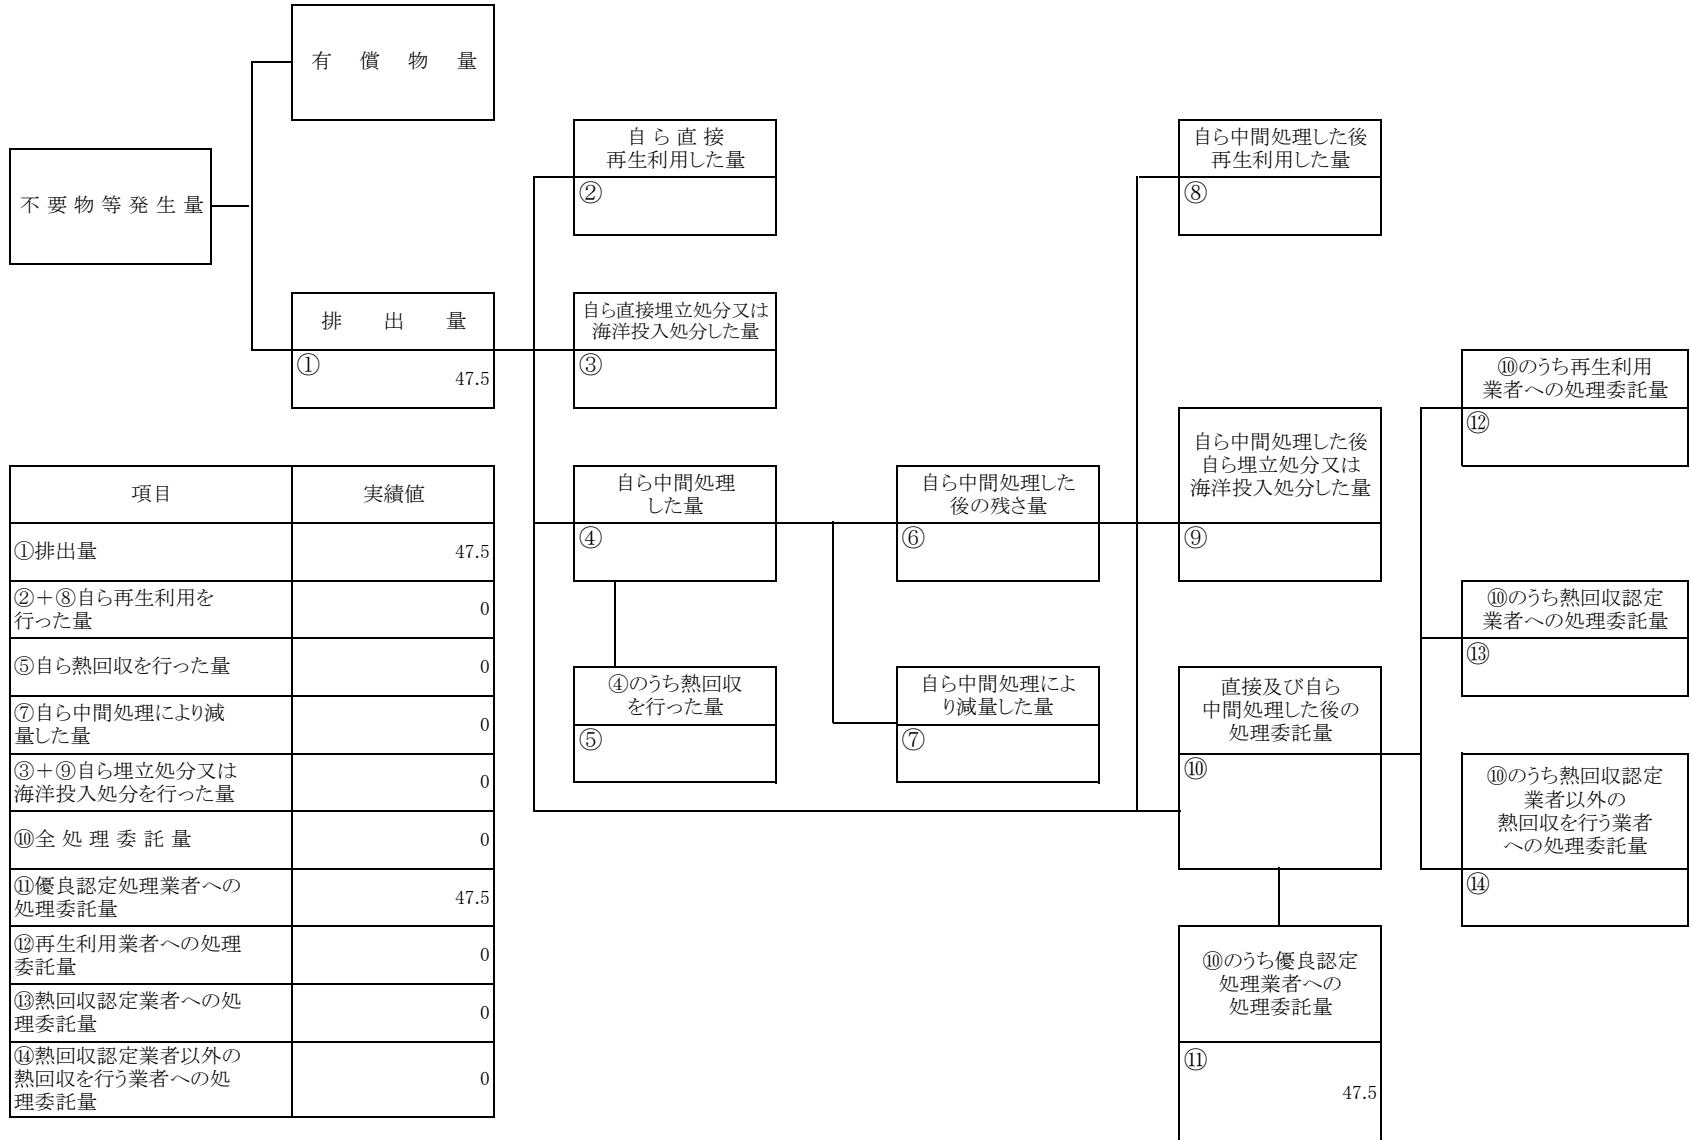 有償物量
不要物等発生量
排出量
①
47.5
自ら直接
再生利用した量
②
自ら直接埋立処分又は
海洋投入処分した量
③
自ら中間処理
した量
④
④のうち熱回収
を行った量
⑤
自ら中間処理した
後の残さ量
⑥
自ら中間処理によ
り減量した量
⑦
自ら中間処理した後
再生利用した量
⑧
自ら中間処理した後
自ら埋立処分又は
海洋投入処分した量
⑨
直接及び自ら
中間処理した後の
処理委託量
⑩
⑩のうち優良認定
処理業者への
処理委託量
⑪
47.5
⑩のうち再生利用
業者への処理委託量
⑫
⑩のうち熱回収認定
業者への処理委託量
⑬
⑩のうち熱回収認定
業者以外の
熱回収を行う業者
への処理委託量
⑭
項目 実績値
①排出量 47.5
②＋⑧自ら再生利用を
行った量 0
⑤自ら熱回収を行った量 0
⑦自ら中間処理により減
量した量 0
③＋⑨自ら埋立処分又は
海洋投入処分を行った量 0
⑩全処理委託量 0
⑪優良認定処理業者への
処理委託量 47.5
⑫再生利用業者への処理
委託量 0
⑬熱回収認定業者への処
理委託量 0
⑭熱回収認定業者以外の
熱回収を行う業者への処
理委託量 0